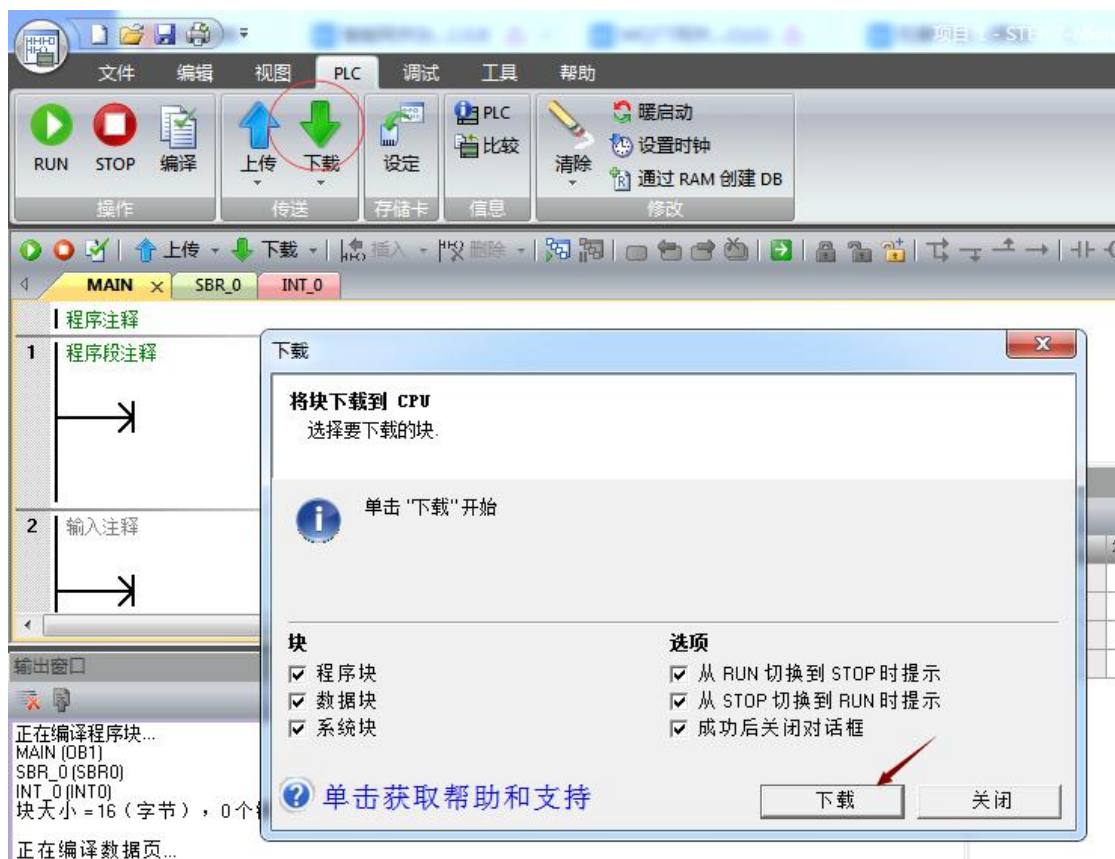 项目 1 - STEP
文件 编辑 视图 PLC 调试 工具 帮助
RUN STOP 编译 上传 下载 设定 PLC 比较 清除 暖启动
设置时钟
通过 RAM 创建 DB
操作 传送 存储卡 信息 修改
上传 下载 插入 删除
MAIN SBR_0 INT_0
程序注释
1 程序段注释
2 输入注释
下载
将块下载到 CPU
选择要下载的块.
单击 "下载" 开始
块 选项
程序块 从 RUN 切换到 STOP 时提示
数据块 从 STOP 切换到 RUN 时提示
系统块 成功后关闭对话框
单击获取帮助和支持 下载 关闭
输出窗口
正在编译程序块...
MAIN (OB1)
SBR_0 (SBR0)
INT_0 (INT0)
块大小 = 16（字节），0个
正在编译数据页...